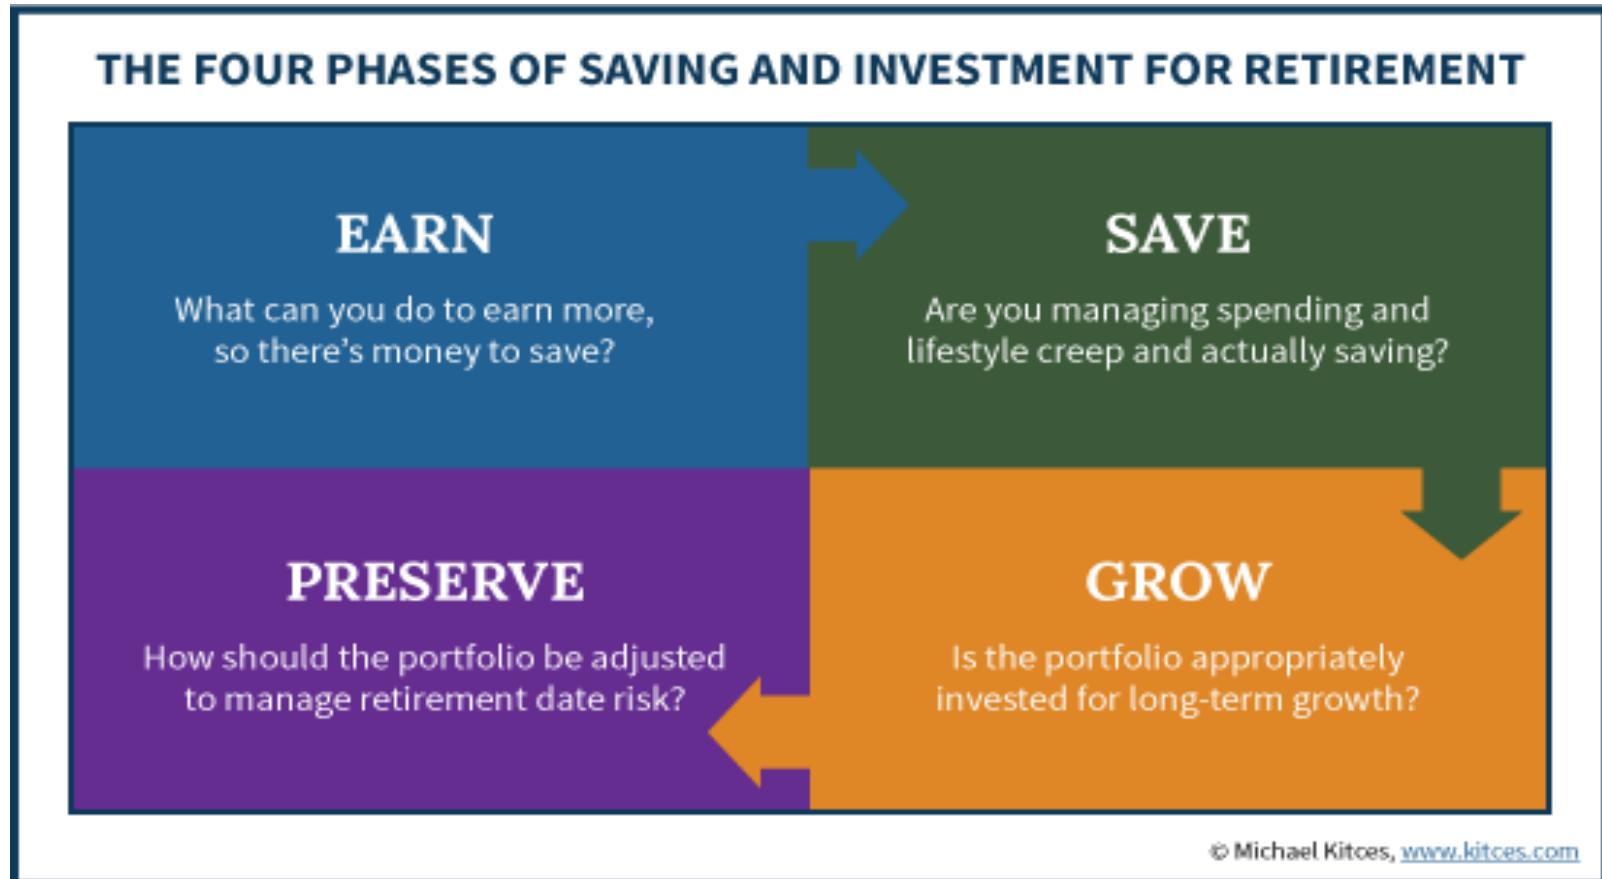 THE FOUR PHASES OF SAVING AND INVESTMENT FOR RETIREMENT
EARN
What can you do to earn more,
so there's money to save?
SAVE
Are you managing spending and
lifestyle creep and actually saving?
PRESERVE
How should the portfolio be adjusted
to manage retirement date risk?
GROW
Is the portfolio appropriately
invested for long-term growth?
© Michael Kitces, www.kitces.com